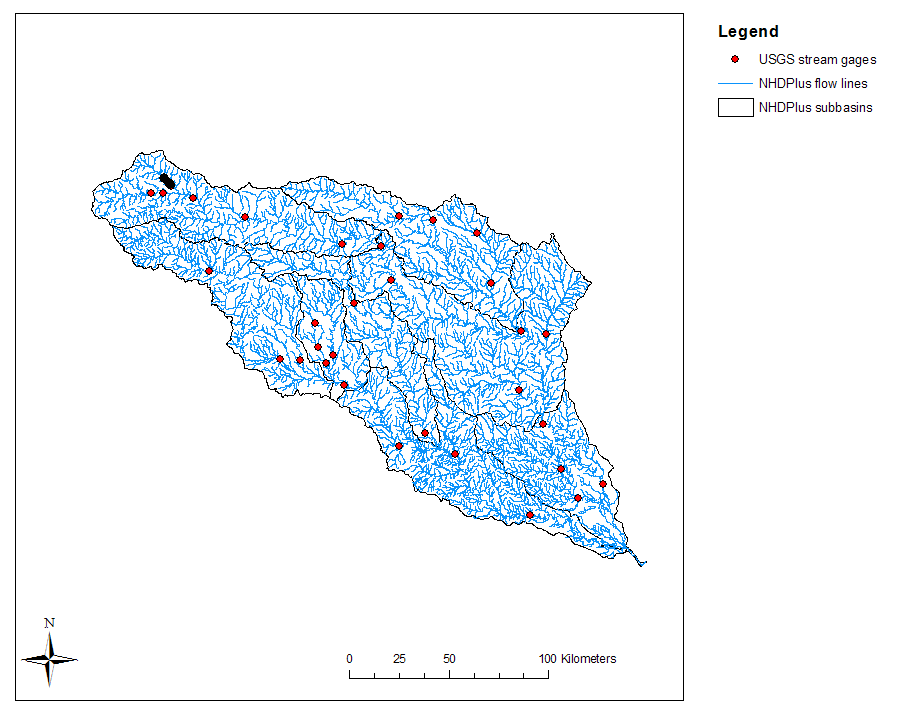 Legend
USGS stream gages
NHDPlus flow lines
NHDPlus subbasins
N
0 25 50 100 Kilometers